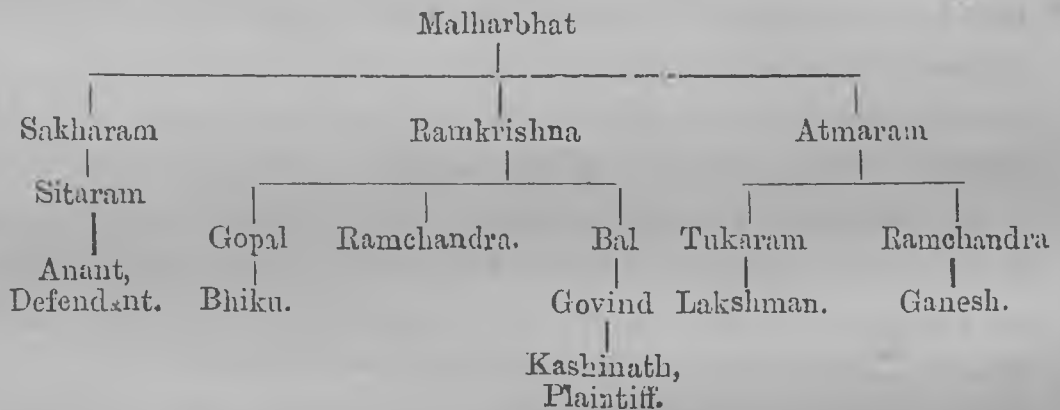 Malharbhat
Sakharam Ramkrishna Atmaram
Sitaram
Gopal Ramchandra. Bal Tukaram Ramchandra
Anant,
Defendant. Bhiku. Govind Lakshman. Ganesh.
Kashinath,
Plaintiff.